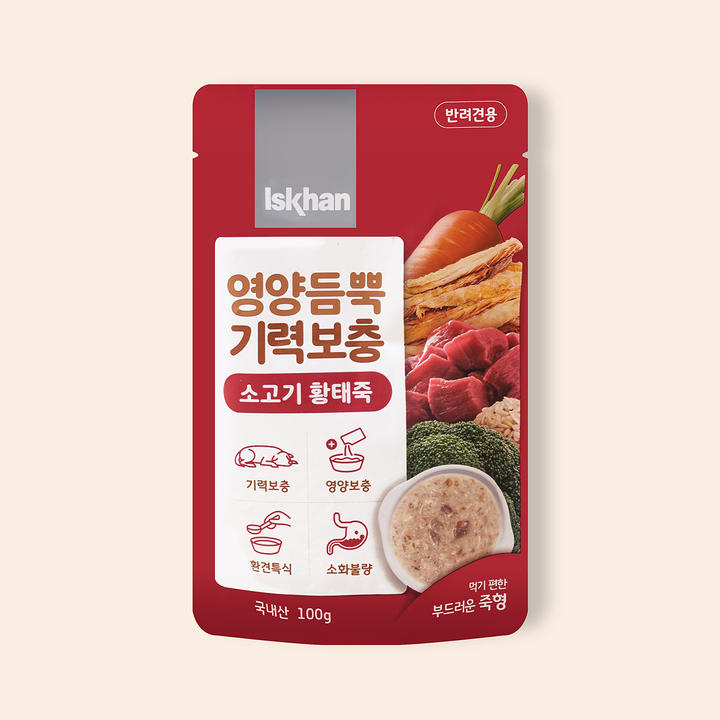 Iskhan
반려견용
영양듬뿍
기력보충
소고기 황태죽
기력보충
영양보충
환견특식
소화불량
국내산 100g
먹기 편한
부드러운 죽형